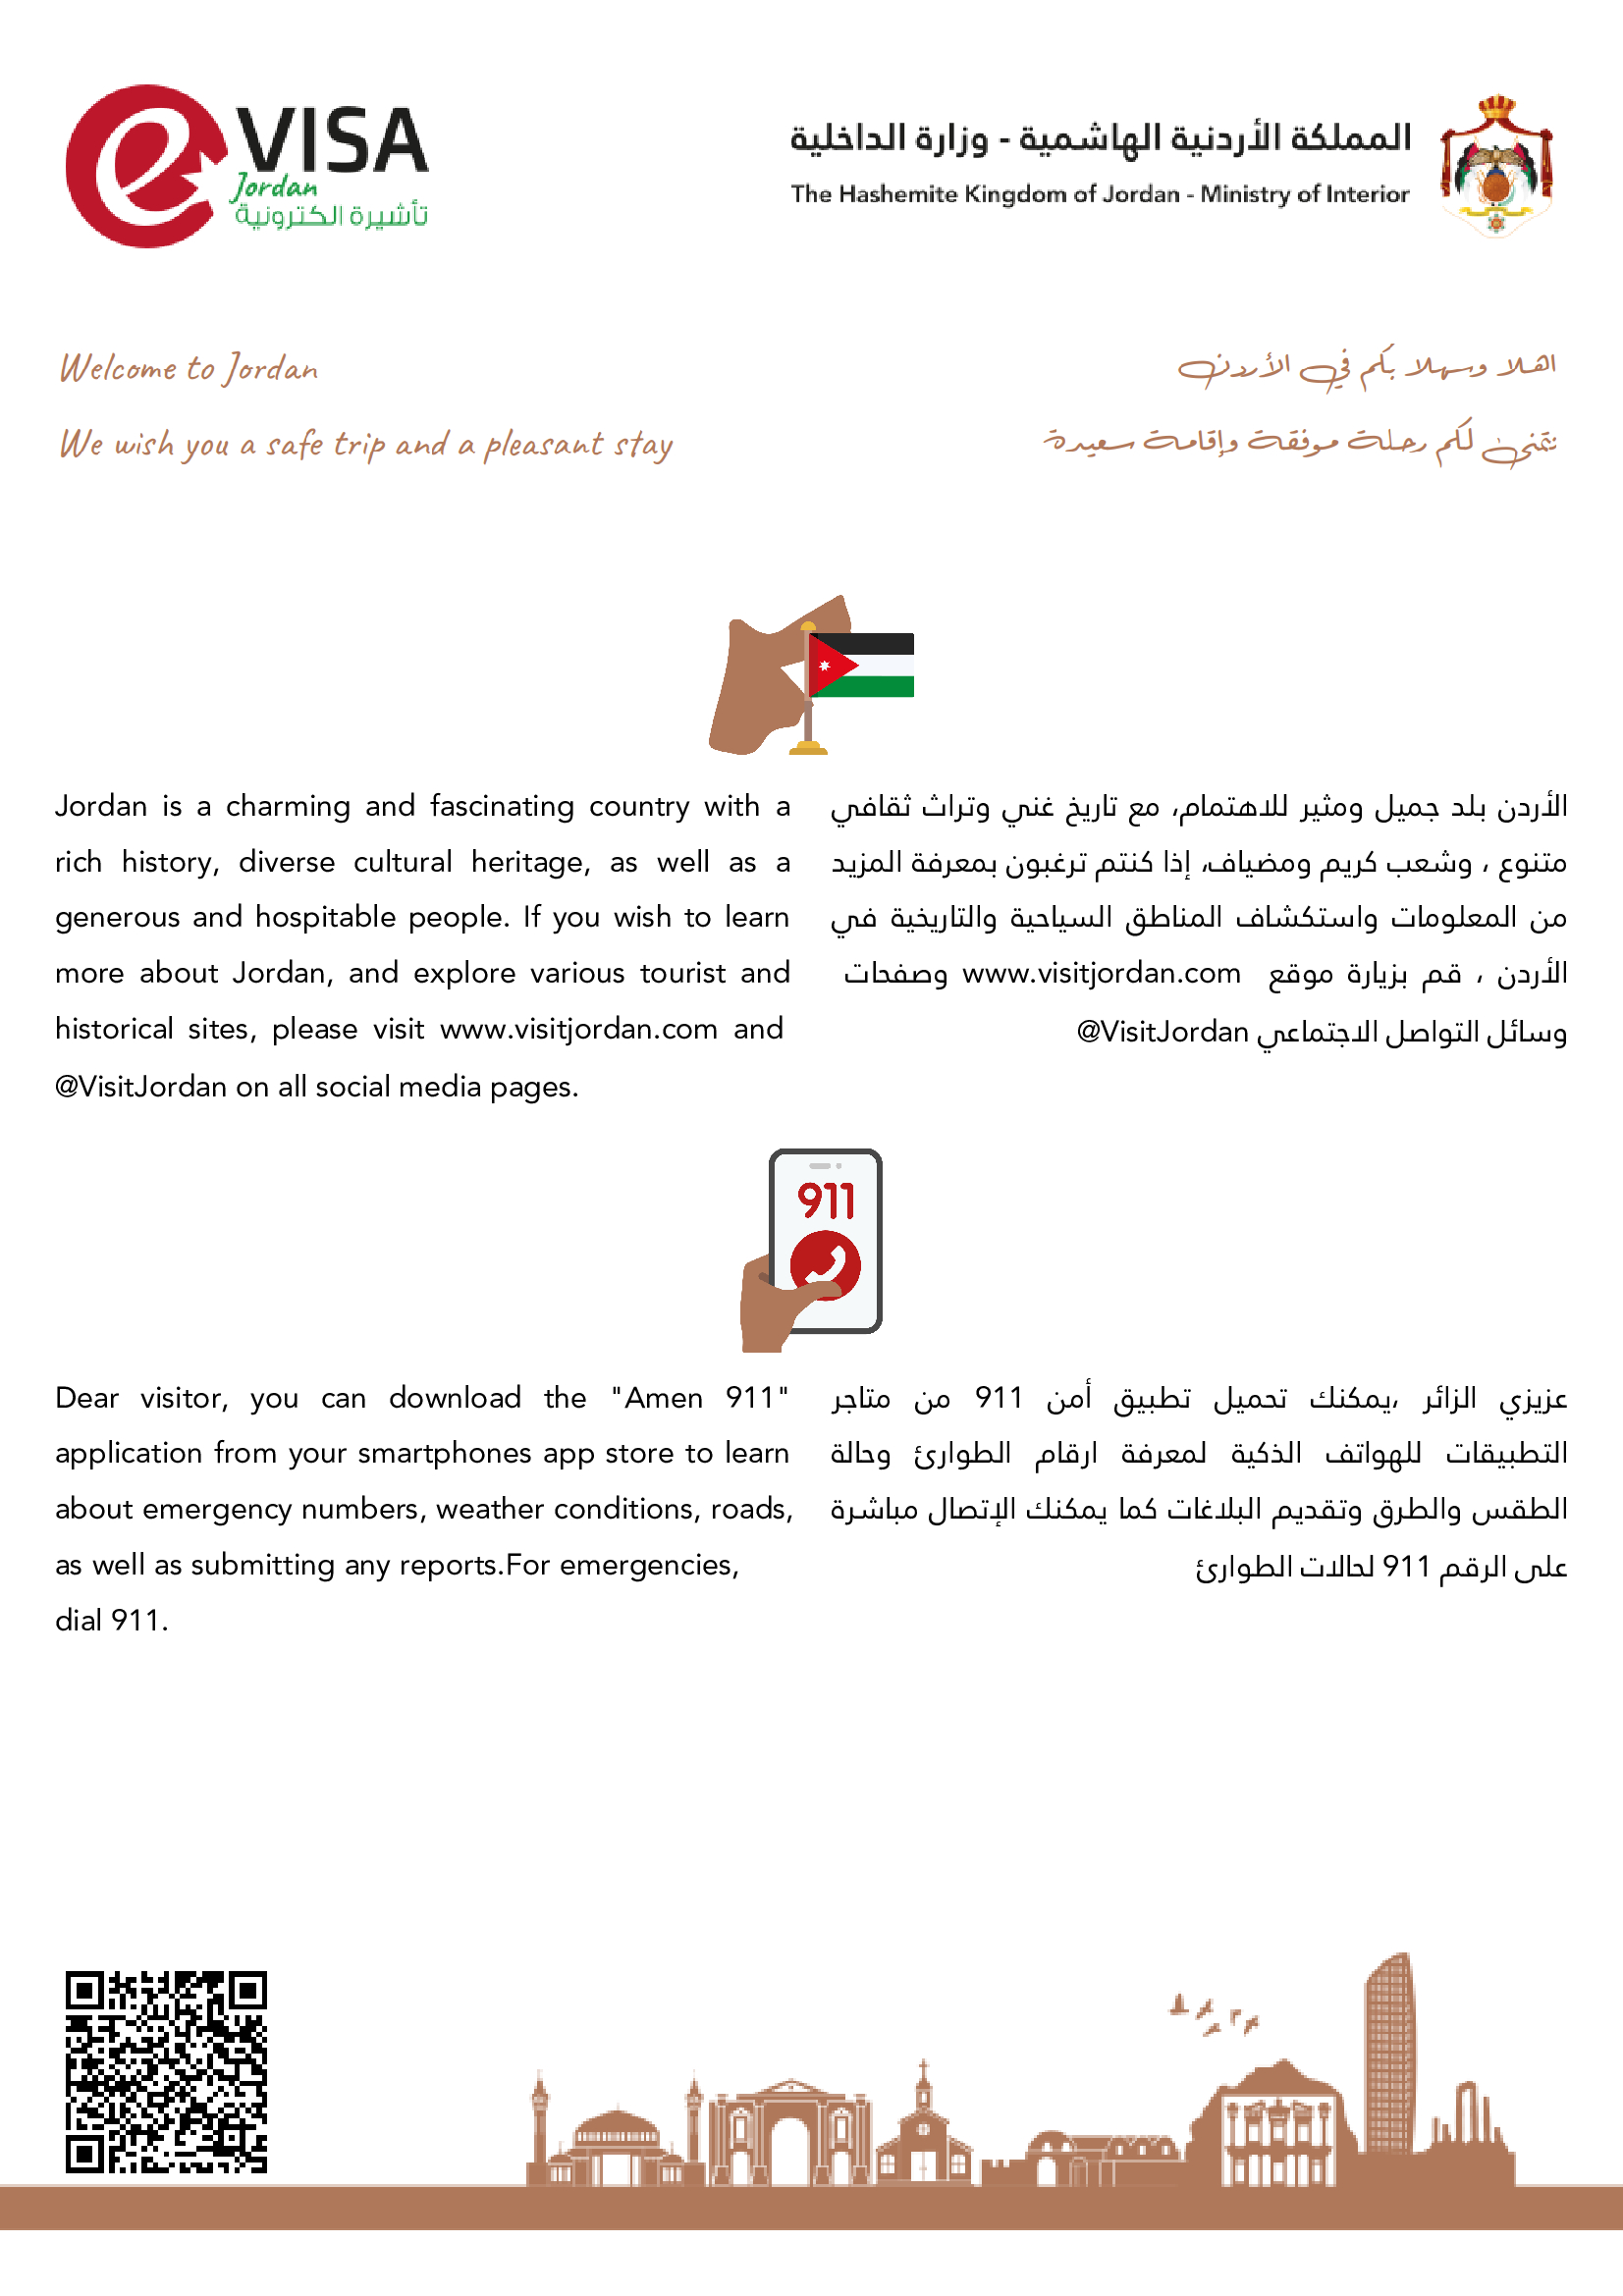 VISA
Jordan
تأشيرة الكترونية
المملكة الأردنية الهاشمية - وزارة الداخلية
The Hashemite Kingdom of Jordan - Ministry of Interior
Welcome to Jordan
We wish you a safe trip and a pleasant stay
اهلا وسهلا بكم في الأردن
نتمنى لكم رحلة موفقة وإقامة سعيدة
Jordan is a charming and fascinating country with a
rich history, diverse cultural heritage, as well as a
generous and hospitable people. If you wish to learn
more about Jordan, and explore various tourist and
historical sites, please visit www.visitjordan.com and
@VisitJordan on all social media pages.
الأردن بلد جميل ومثير للاهتمام، مع تاريخ غني وتراث ثقافي
متنوع ، وشعب كريم ومضياف، إذا كنتم ترغبون بمعرفة المزيد
من المعلومات واستكشاف المناطق السياحية والتاريخية في
الأردن ، قم بزيارة موقع www.visitjordan.com وصفحات
وسائل التواصل الاجتماعي VisitJordan@
911
Dear visitor, you can download the "Amen 911"
application from your smartphones app store to learn
about emergency numbers, weather conditions, roads,
as well as submitting any reports.For emergencies,
dial 911.
عزيزي الزائر ،يمكنك تحميل تطبيق أمن 911 من متاجر
التطبيقات للهواتف الذكية لمعرفة ارقام الطوارئ وحالة
الطقس والطرق وتقديم البلاغات كما يمكنك الإتصال مباشرة
على الرقم 911 لحالات الطوارئ